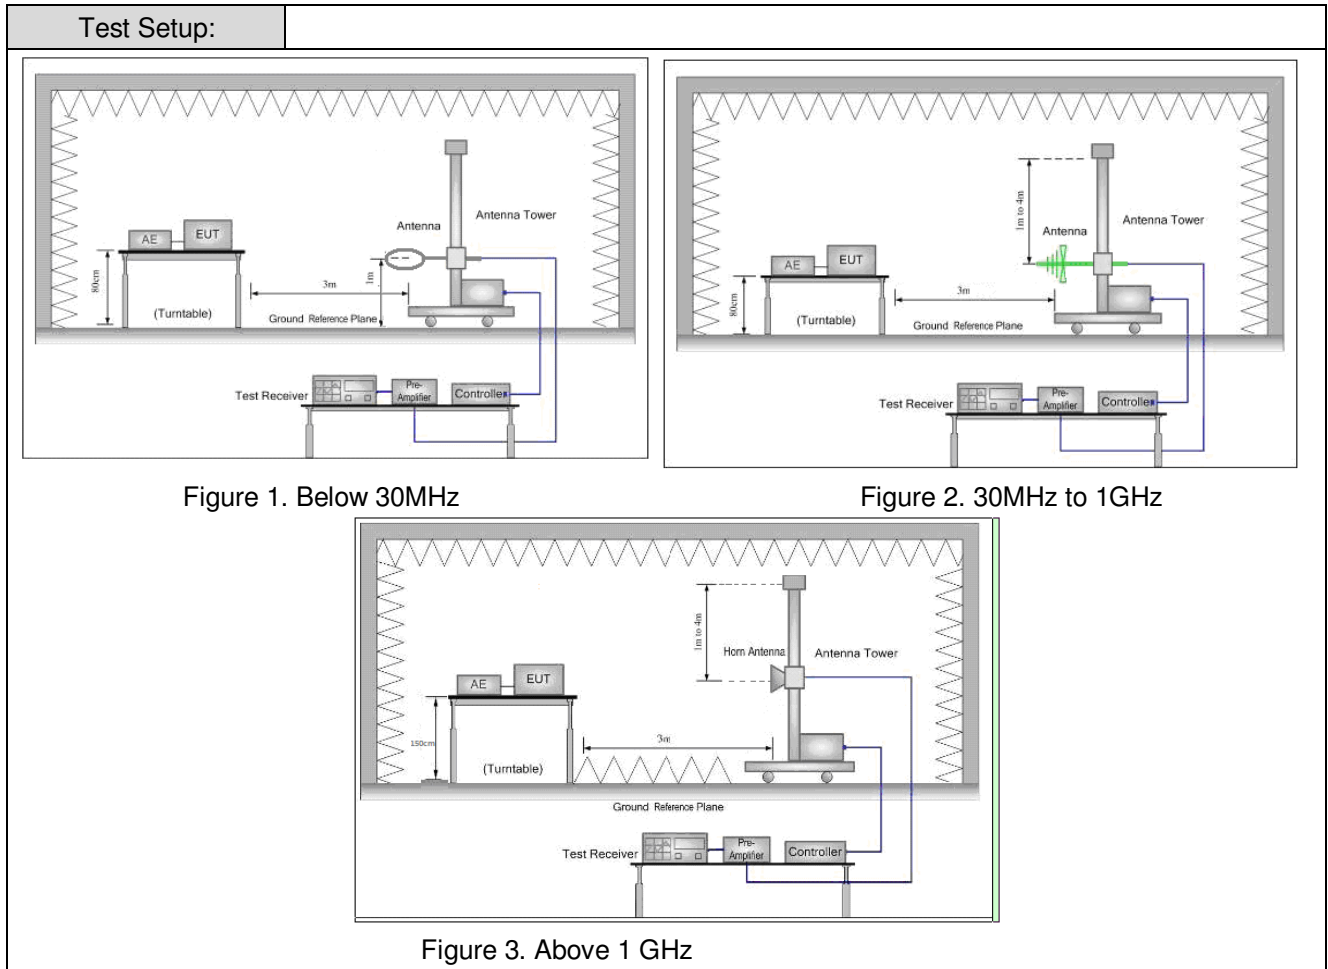 Test Setup:
Antenna
Antenna Tower
AE
EUT
80cm
3m
1m
(Turntable)
Ground Reference Plane
Test Receiver
Pre-
Amplifier
Controller
Figure 1. Below 30MHz
1m to 4m
Antenna
Antenna Tower
AE
EUT
80cm
3m
(Turntable)
Ground Reference Plane
Test Receiver
Pre-
Amplifier
Controller
Figure 2. 30MHz to 1GHz
1m to 4m
Horn Antenna
Antenna Tower
AE
EUT
150cm
3m
(Turntable)
Ground Reference Plane
Test Receiver
Pre-
Amplifier
Controller
Figure 3. Above 1 GHz